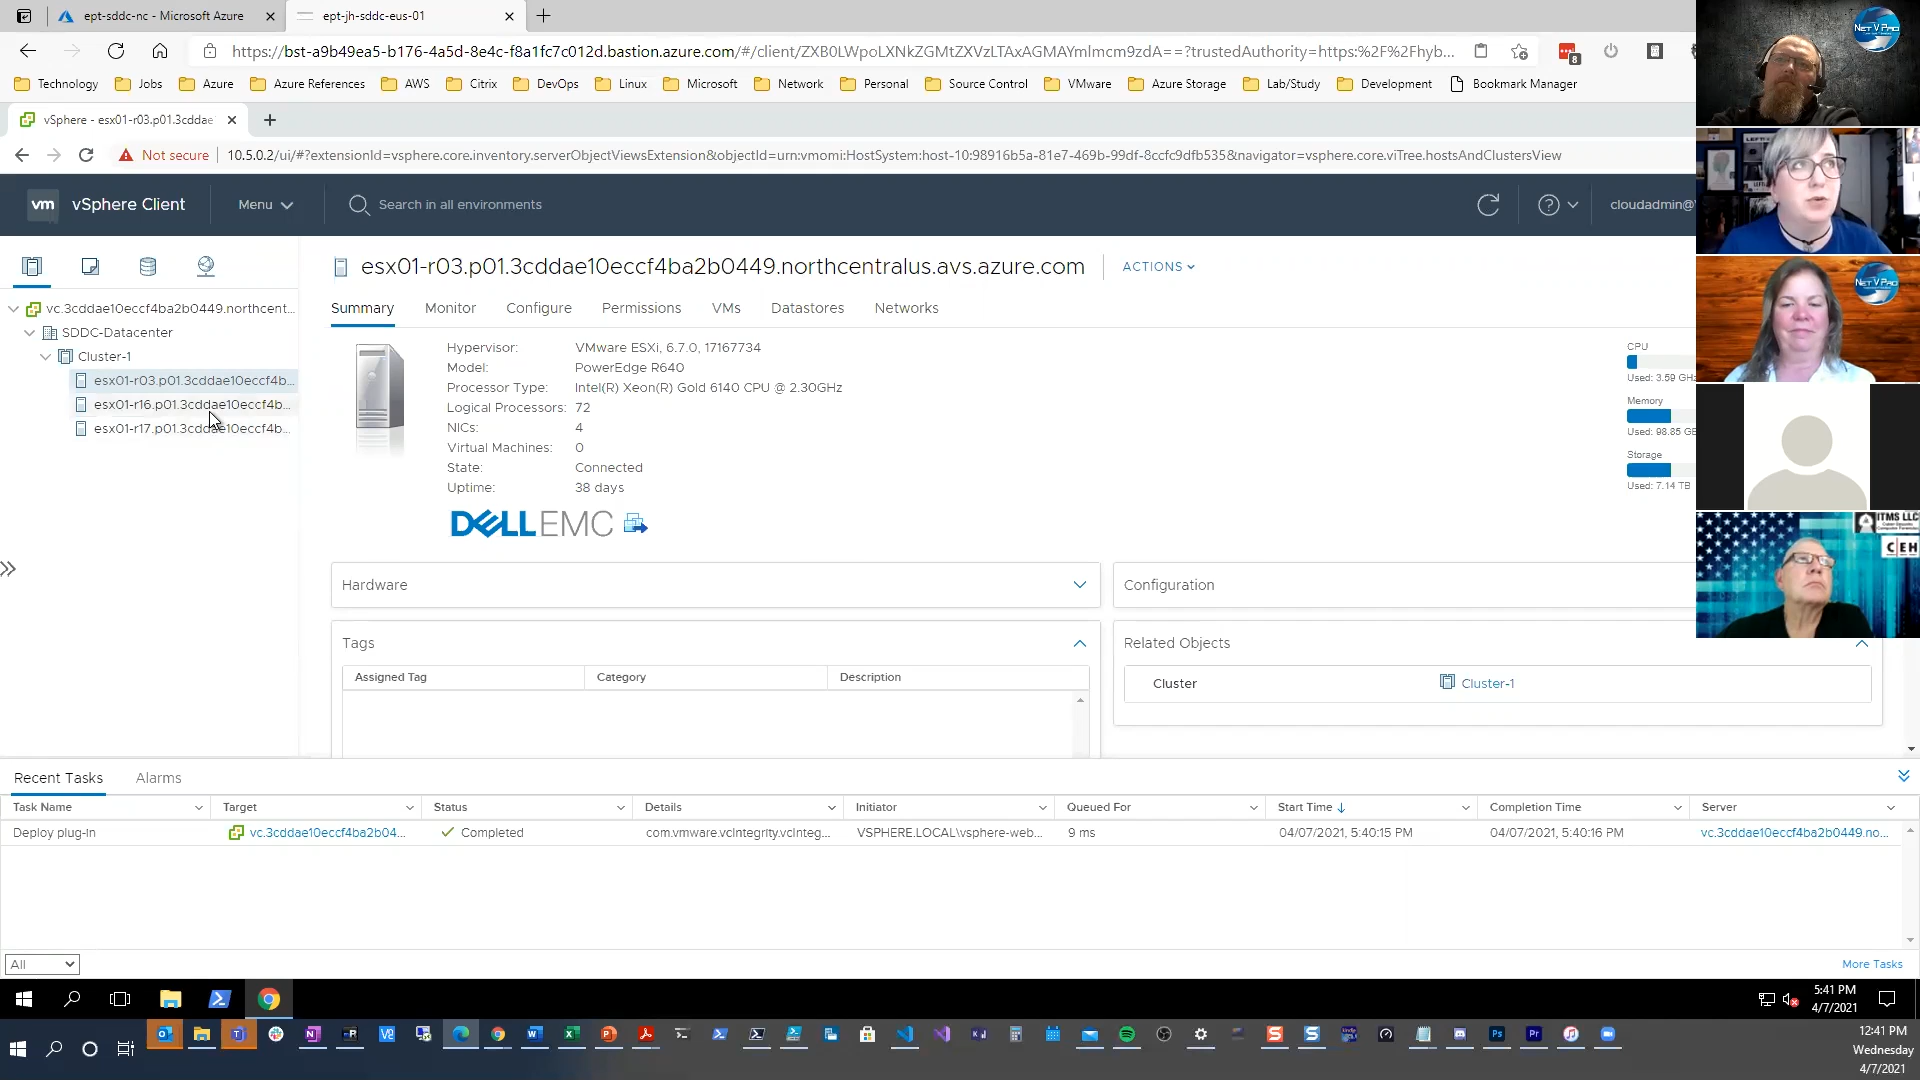 ept-sddc-nc - Microsoft Azure
ept-jh-sddc-eus-01
https://bst-a9b49ea5-b176-4a5d-8e4c-f8a1fc7c012d.bastion.azure.com/#/client/ZXB0LWpoLXNkZGMtZXVzLTAxAGMAYmlmcm9zdA==?trustedAuthority=https:%2F%2Fhyb...
8
Technology Jobs Azure Azure References AWS Citrix DevOps Linux Microsoft Network Personal Source Control VMware Azure Storage Lab/Study Development Bookmark Manager
vSphere - esx01-r03.p01.3cddae
Not secure 10.5.0.2/ui/#?extensionId=vsphere.core.inventory.serverObjectViewsExtension&objectId=urn:vmomi:HostSystem:host-10:98916b5a-81e7-469b-99df-8ccfc9dfb535&navigator=vsphere.core.viTree.hostsAndClustersView
vm vSphere Client Menu Search in all environments cloudadmin@
vc.3cddae10eccf4ba2b0449.northcent...
SDDC-Datacenter
Cluster-1
esx01-r03.p01.3cddae10eccf4b...
esx01-r16.p01.3cddae10eccf4b...
esx01-r17.p01.3cddae10eccf4b...
esx01-r03.p01.3cddae10eccf4ba2b0449.northcentralus.avs.azure.com ACTIONS
Summary Monitor Configure Permissions VMs Datastores Networks
Hypervisor: VMware ESXi, 6.7.0, 17167734
Model: PowerEdge R640
Processor Type: Intel(R) Xeon(R) Gold 6140 CPU @ 2.30GHz
Logical Processors: 72
NICs: 4
Virtual Machines: 0
State: Connected
Uptime: 38 days
DELLEMC
CPU
Used: 3.59 GHz
Memory
Used: 98.85 GB
Storage
Used: 7.14 TB
Hardware
Configuration
Tags
Assigned Tag Category Description
Related Objects
Cluster Cluster-1
NET V PRO
NET V PRO
ITMS LLC
CEH
Recent Tasks Alarms
Task Name Target Status Details Initiator Queued For Start Time Completion Time Server
Deploy plug-in vc.3cddae10eccf4ba2b04... Completed com.vmware.vcIntegrity.vcInteg... VSPHERE.LOCAL\vsphere-web... 9 ms 04/07/2021, 5:40:15 PM 04/07/2021, 5:40:16 PM vc.3cddae10eccf4ba2b0449.no...
All
More Tasks
5:41 PM
4/7/2021
12:41 PM
Wednesday
4/7/2021